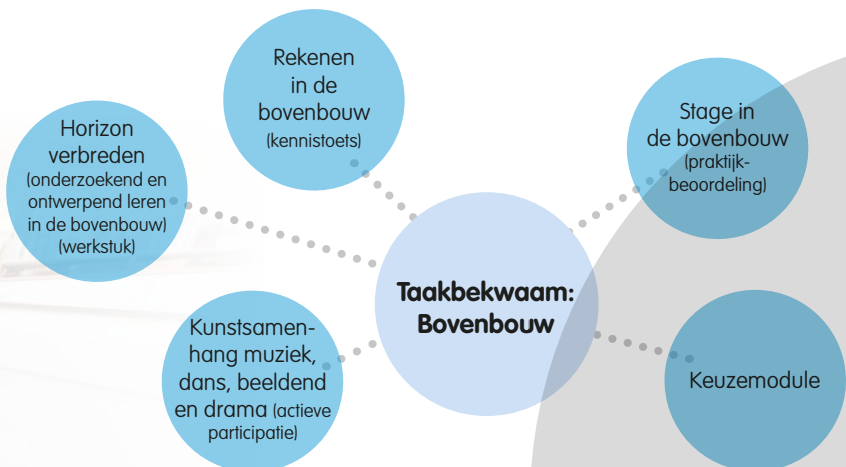 Rekenen
in de
bovenbouw
(kennistoets)
Horizon
verbreden
(onderzoekend en
ontwerpend leren
in de bovenbouw)
(werkstuk)
Stage in
de bovenbouw
(praktijk-
beoordeling)
Taakbekwaam:
Bovenbouw
Kunstsamen-
hang muziek,
dans, beeldend
en drama (actieve
participatie)
Keuzemodule